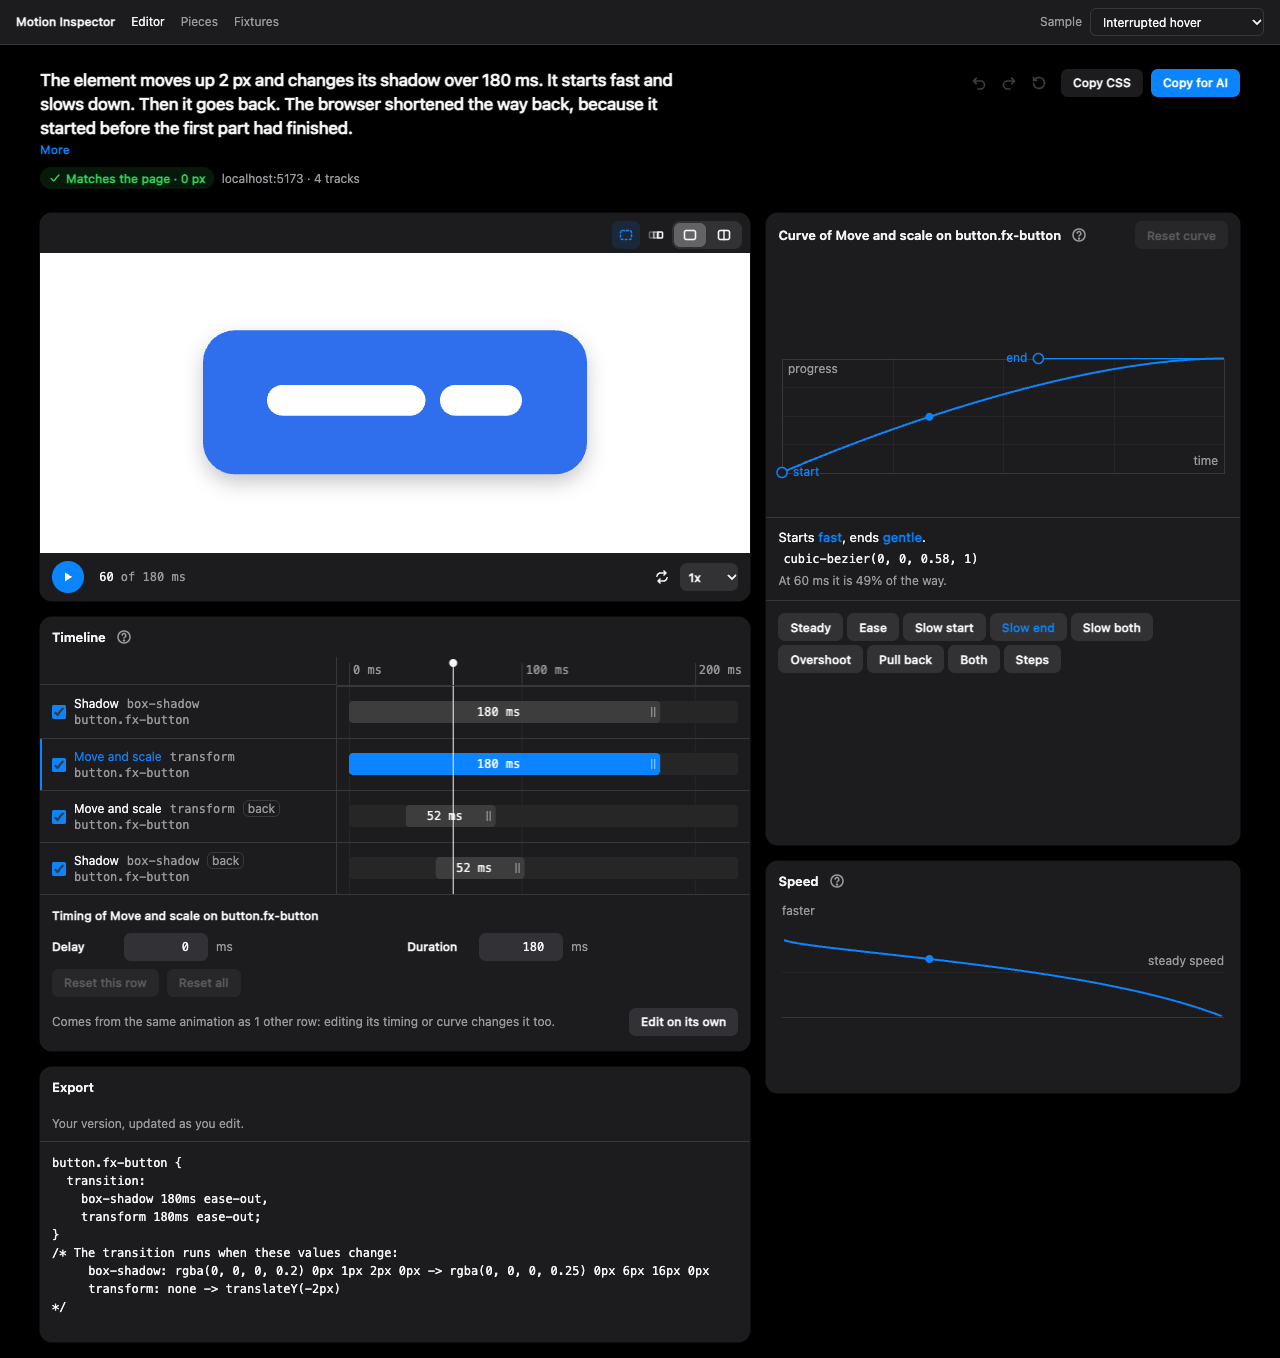 Motion Inspector Editor Pieces Fixtures Sample Interrupted hover
The element moves up 2 px and changes its shadow over 180 ms. It starts fast and
slows down. Then it goes back. The browser shortened the way back, because it
started before the first part had finished.
Copy CSS Copy for AI
More
Matches the page · 0 px localhost:5173 · 4 tracks
60 of 180 ms 1x
Curve of Move and scale on button.fx-button Reset curve
end
progress
time
start
Starts fast, ends gentle.
cubic-bezier(0, 0, 0.58, 1)
At 60 ms it is 49% of the way.
Steady Ease Slow start Slow end Slow both
Overshoot Pull back Both Steps
Timeline
0 ms 100 ms 200 ms
Shadow box-shadow
button.fx-button
180 ms
Move and scale transform
button.fx-button
180 ms
Move and scale transform back
button.fx-button
52 ms
Shadow box-shadow back
button.fx-button
52 ms
Timing of Move and scale on button.fx-button
Delay 0 ms Duration 180 ms
Reset this row Reset all
Comes from the same animation as 1 other row: editing its timing or curve changes it too. Edit on its own
Speed
faster
steady speed
Export
Your version, updated as you edit.
button.fx-button {
transition:
box-shadow 180ms ease-out,
transform 180ms ease-out;
}
/* The transition runs when these values change:
box-shadow: rgba(0, 0, 0, 0.2) 0px 1px 2px 0px -> rgba(0, 0, 0, 0.25) 0px 6px 16px 0px
transform: none -> translateY(-2px)
*/